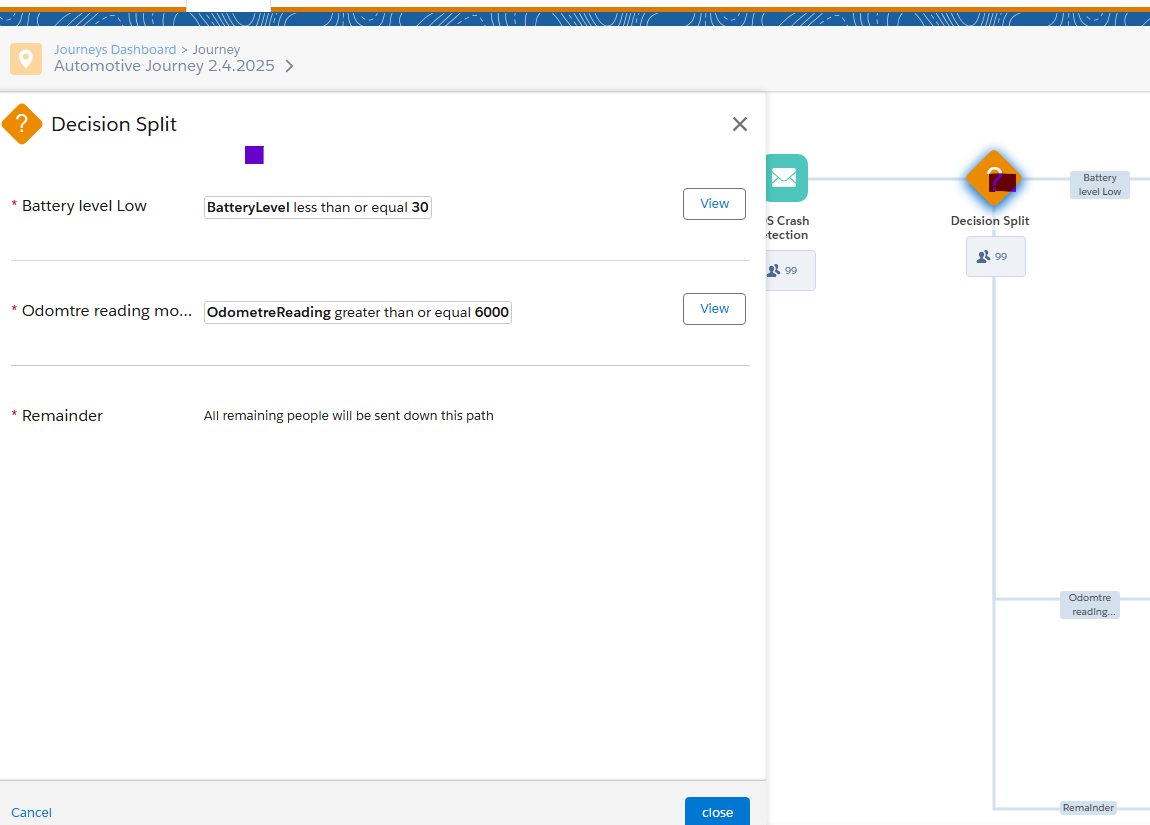 Journeys Dashboard > Journey
Automotive Journey 2.4.2025 >
Decision Split
* Battery level Low
BatteryLevel less than or equal 30
View
* Odomtre reading mo...
OdometreReading greater than or equal 6000
View
* Remainder
All remaining people will be sent down this path
Cancel
close
S Crash
tection
99
?
Decision Split
99
Battery
level Low
Odomtre
reading...
Remainder